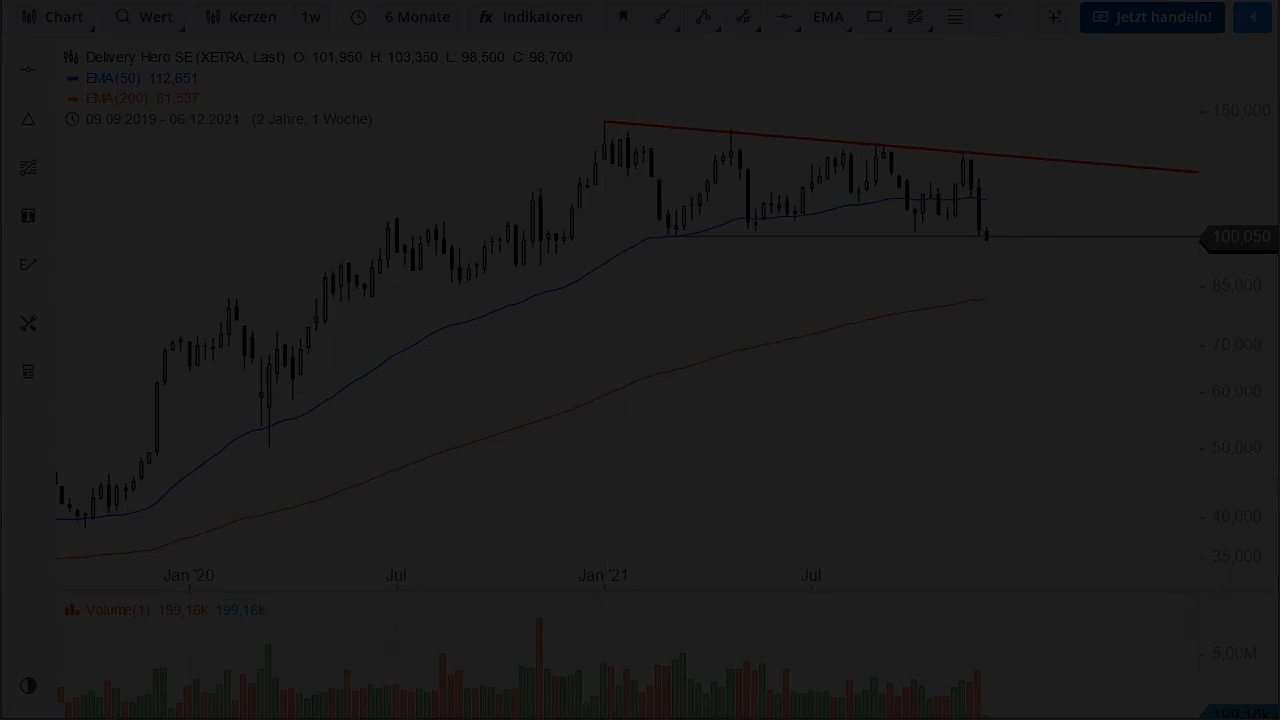 Chart Wert Kerzen 1w 6 Monate fx Indikatoren EMA Jetzt handeln!
Delivery Hero SE (XETRA, Last) O: 101,950 H: 103,350 L: 98,500 C: 98,700
EMA(50) 112,651
EMA(200) 81,537
09.09.2019 - 06.12.2021 (2 Jahre, 1 Woche)
150,000
100,050
85,000
70,000
60,000
50,000
40,000
35,000
Jan '20 Jul Jan '21 Jul
Volume(1) 199,16k 199,16k
5,00M
199,16k